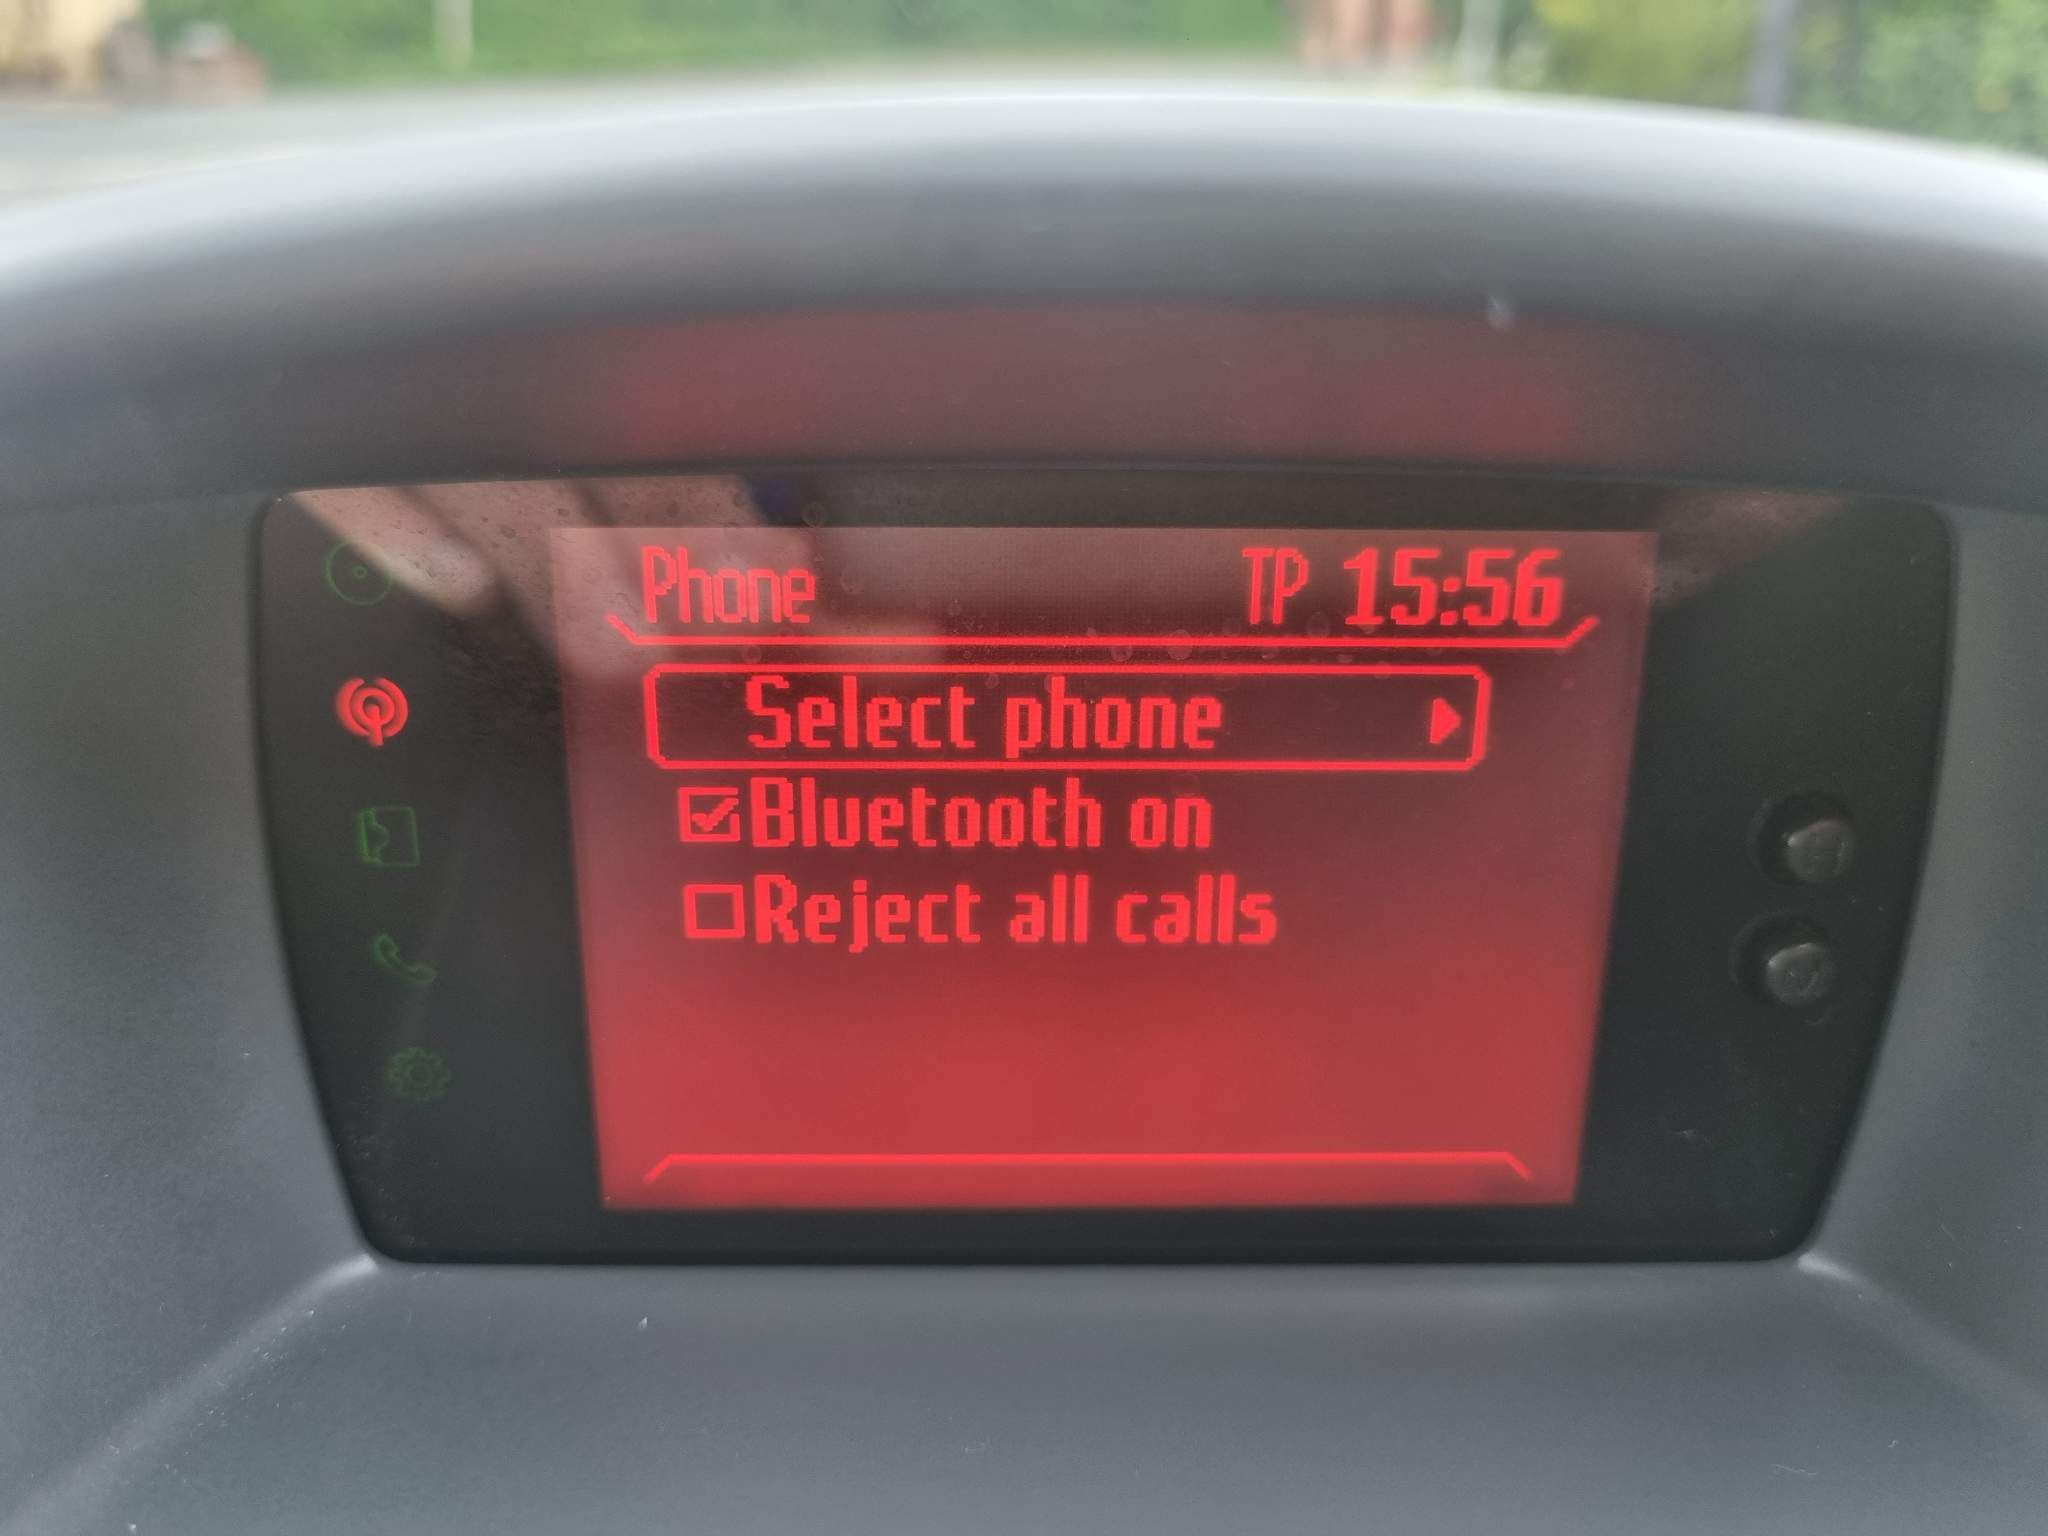 Phone TP 15:56
Select phone
Bluetooth on
Reject all calls